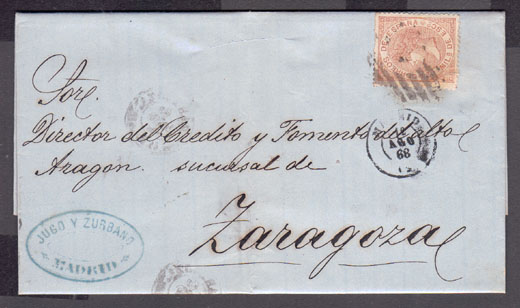 Sor.
Director del Credito y Fomento del alto
Aragon sucursal de
Zaragoza
JUGO Y ZURBANO
MADRID
AGO
68